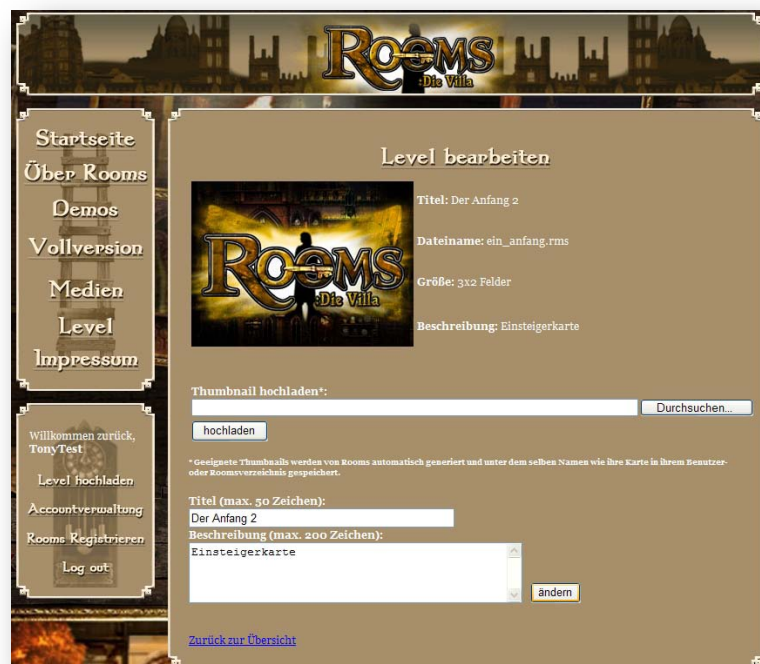 ROOMS
:Die Villa
Startseite
Über Rooms
Demos
Vollversion
Medien
Level
Impressum
Willkommen zurück,
TonyTest
Level hochladen
Accountverwaltung
Rooms Registrieren
Log out
Level bearbeiten
ROOMS
:Die Villa
Titel: Der Anfang 2
Dateiname: ein_anfang.rms
Größe: 3x2 Felder
Beschreibung: Einsteigerkarte
Thumbnail hochladen*:
Durchsuchen...
hochladen
* Geeignete Thumbnails werden von Rooms automatisch generiert und unter dem selben Namen wie ihre Karte in ihrem Benutzer-
oder Roomsverzeichnis gespeichert.
Titel (max. 50 Zeichen):
Der Anfang 2
Beschreibung (max. 200 Zeichen):
Einsteigerkarte
ändern
Zurück zur Übersicht